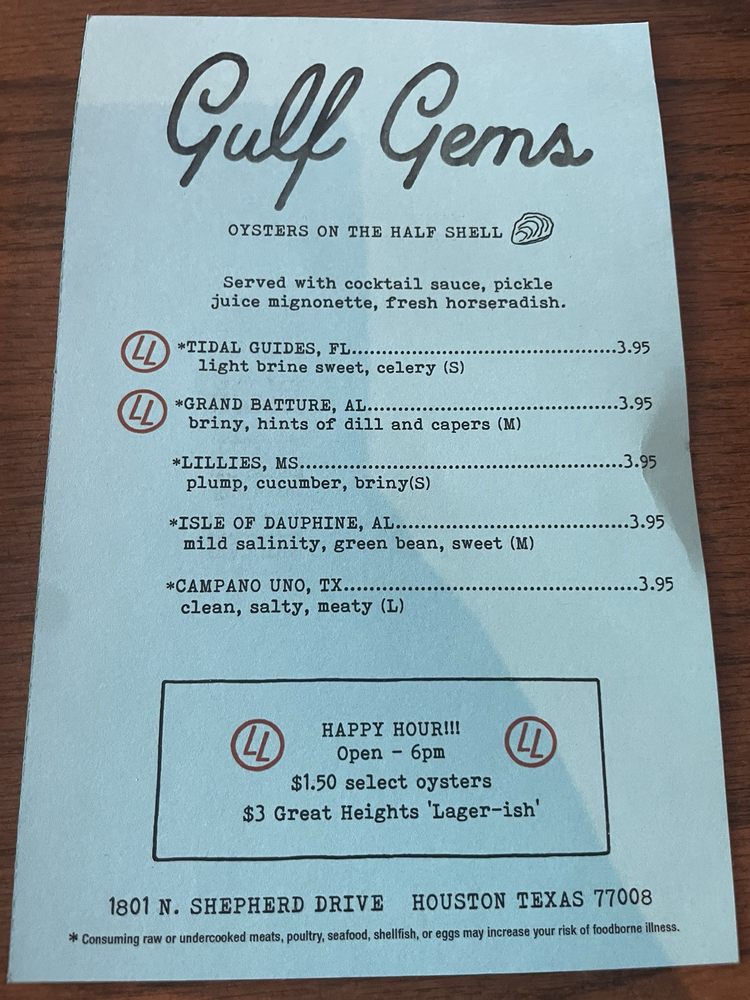 Gulf Gems
OYSTERS ON THE HALF SHELL
Served with cocktail sauce, pickle
juice mignonette, fresh horseradish.
LL *TIDAL GUIDES, FL........................................3.95
light brine sweet, celery (S)
LL *GRAND BATTURE, AL......................................3.95
briny, hints of dill and capers (M)
*LILLIES, MS.................................................3.95
plump, cucumber, briny(S)
*ISLE OF DAUPHINE, AL...................................3.95
mild salinity, green bean, sweet (M)
*CAMPANO UNO, TX............................................3.95
clean, salty, meaty (L)
LL HAPPY HOUR!!! LL
Open - 6pm
$1.50 select oysters
$3 Great Heights 'Lager-ish'
1801 N. SHEPHERD DRIVE HOUSTON TEXAS 77008
* Consuming raw or undercooked meats, poultry, seafood, shellfish, or eggs may increase your risk of foodborne illness.